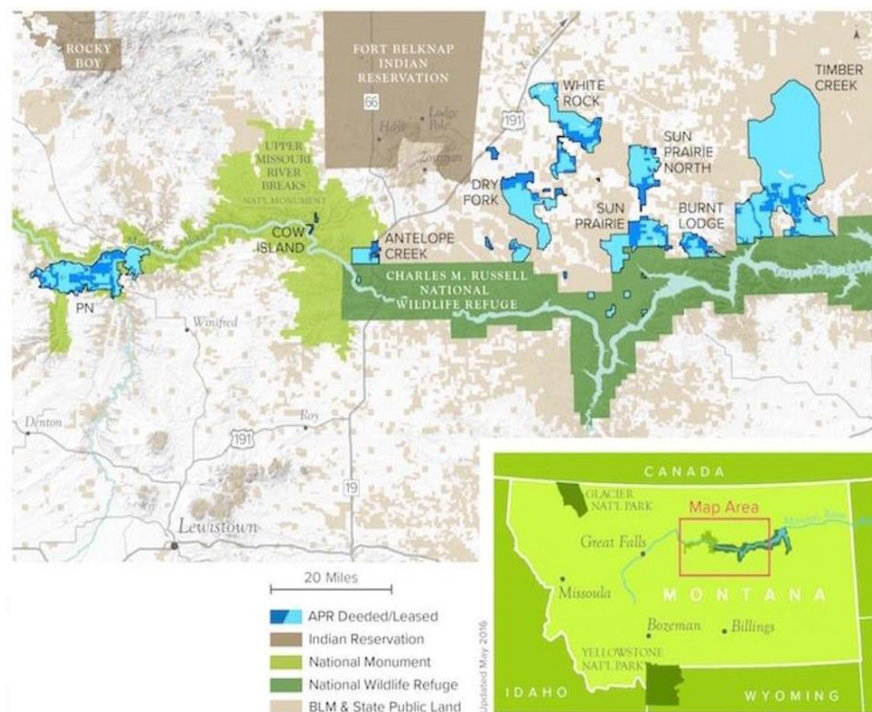 ROCKY
BOY
FORT BELKNAP
INDIAN
RESERVATION
66
Hays
Lodge
Pole
Zortman
191
WHITE
ROCK
TIMBER
CREEK
SUN
PRAIRIE
NORTH
UPPER
MISSOURI
RIVER
BREAKS
NAT'L MONUMENT
DRY
FORK
SUN
PRAIRIE
BURNT
LODGE
COW
ISLAND
ANTELOPE
CREEK
CHARLES M. RUSSELL
NATIONAL
WILDLIFE REFUGE
PN
Winifred
Denton
Roy
191
19
Lewistown
20 Miles
APR Deeded/Leased
Indian Reservation
National Monument
National Wildlife Refuge
BLM & State Public Land
Updated May 2016
CANADA
GLACIER
NAT'L PARK
Map Area
Great Falls
Missoula
MONTANA
Bozeman
Billings
YELLOWSTONE
NAT'L PARK
IDAHO
WYOMING